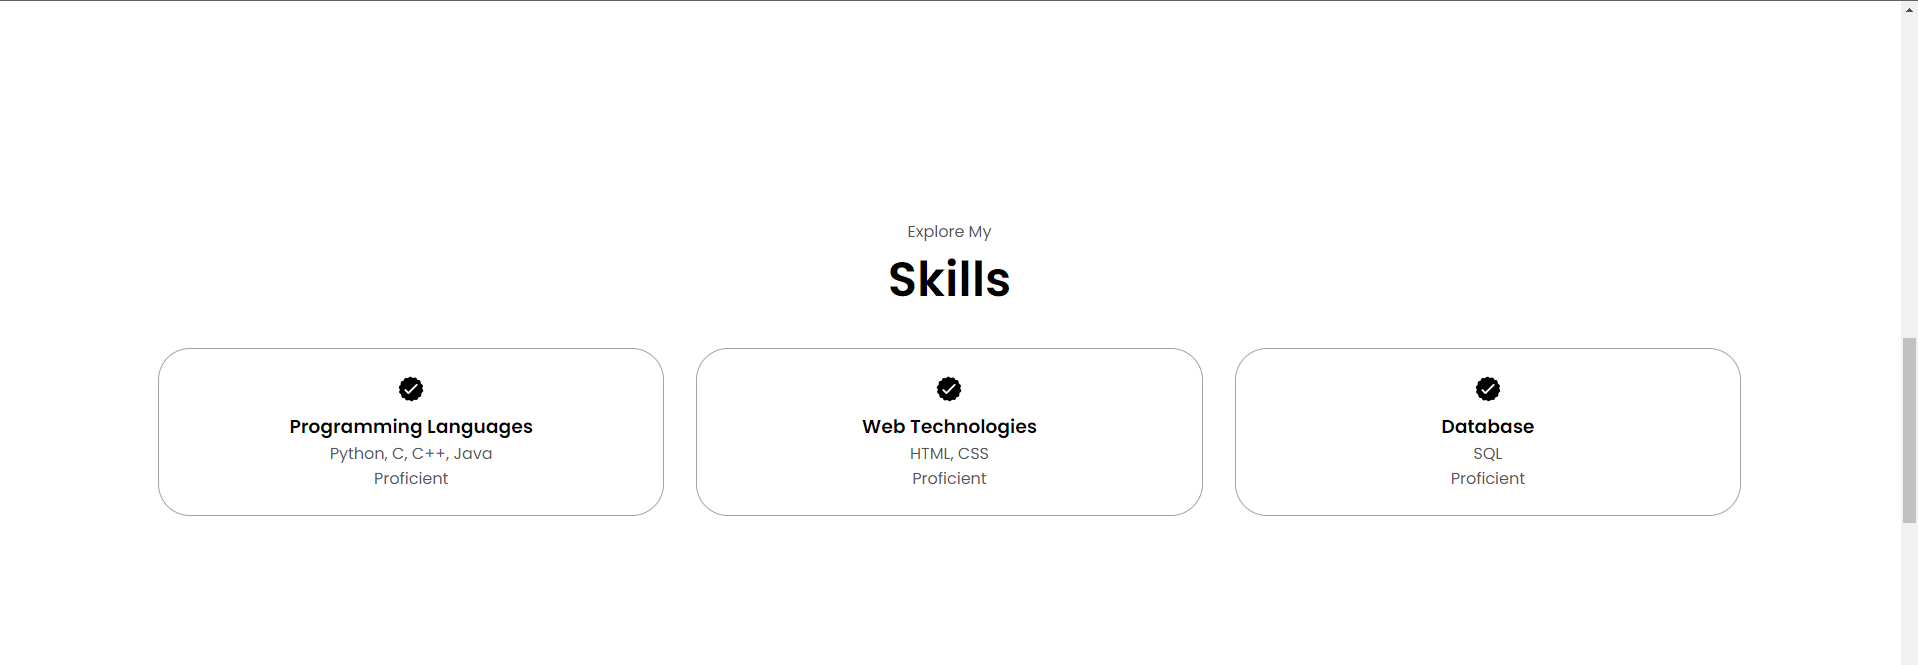 Explore My
Skills
Programming Languages
Python, C, C++, Java
Proficient
Web Technologies
HTML, CSS
Proficient
Database
SQL
Proficient